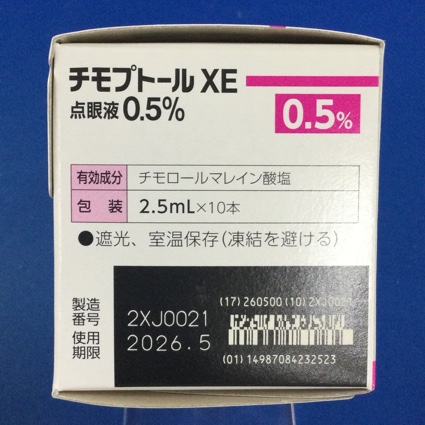 チモプトールXE
点眼液0.5%
0.5%
有効成分 チモロールマレイン酸塩
包装 2.5mL×10本
●遮光、室温保存(凍結を避ける)
製造番号 2XJ0021
使用期限 2026.5
(17)260500(10)2XJ0021
(01)14987084232523